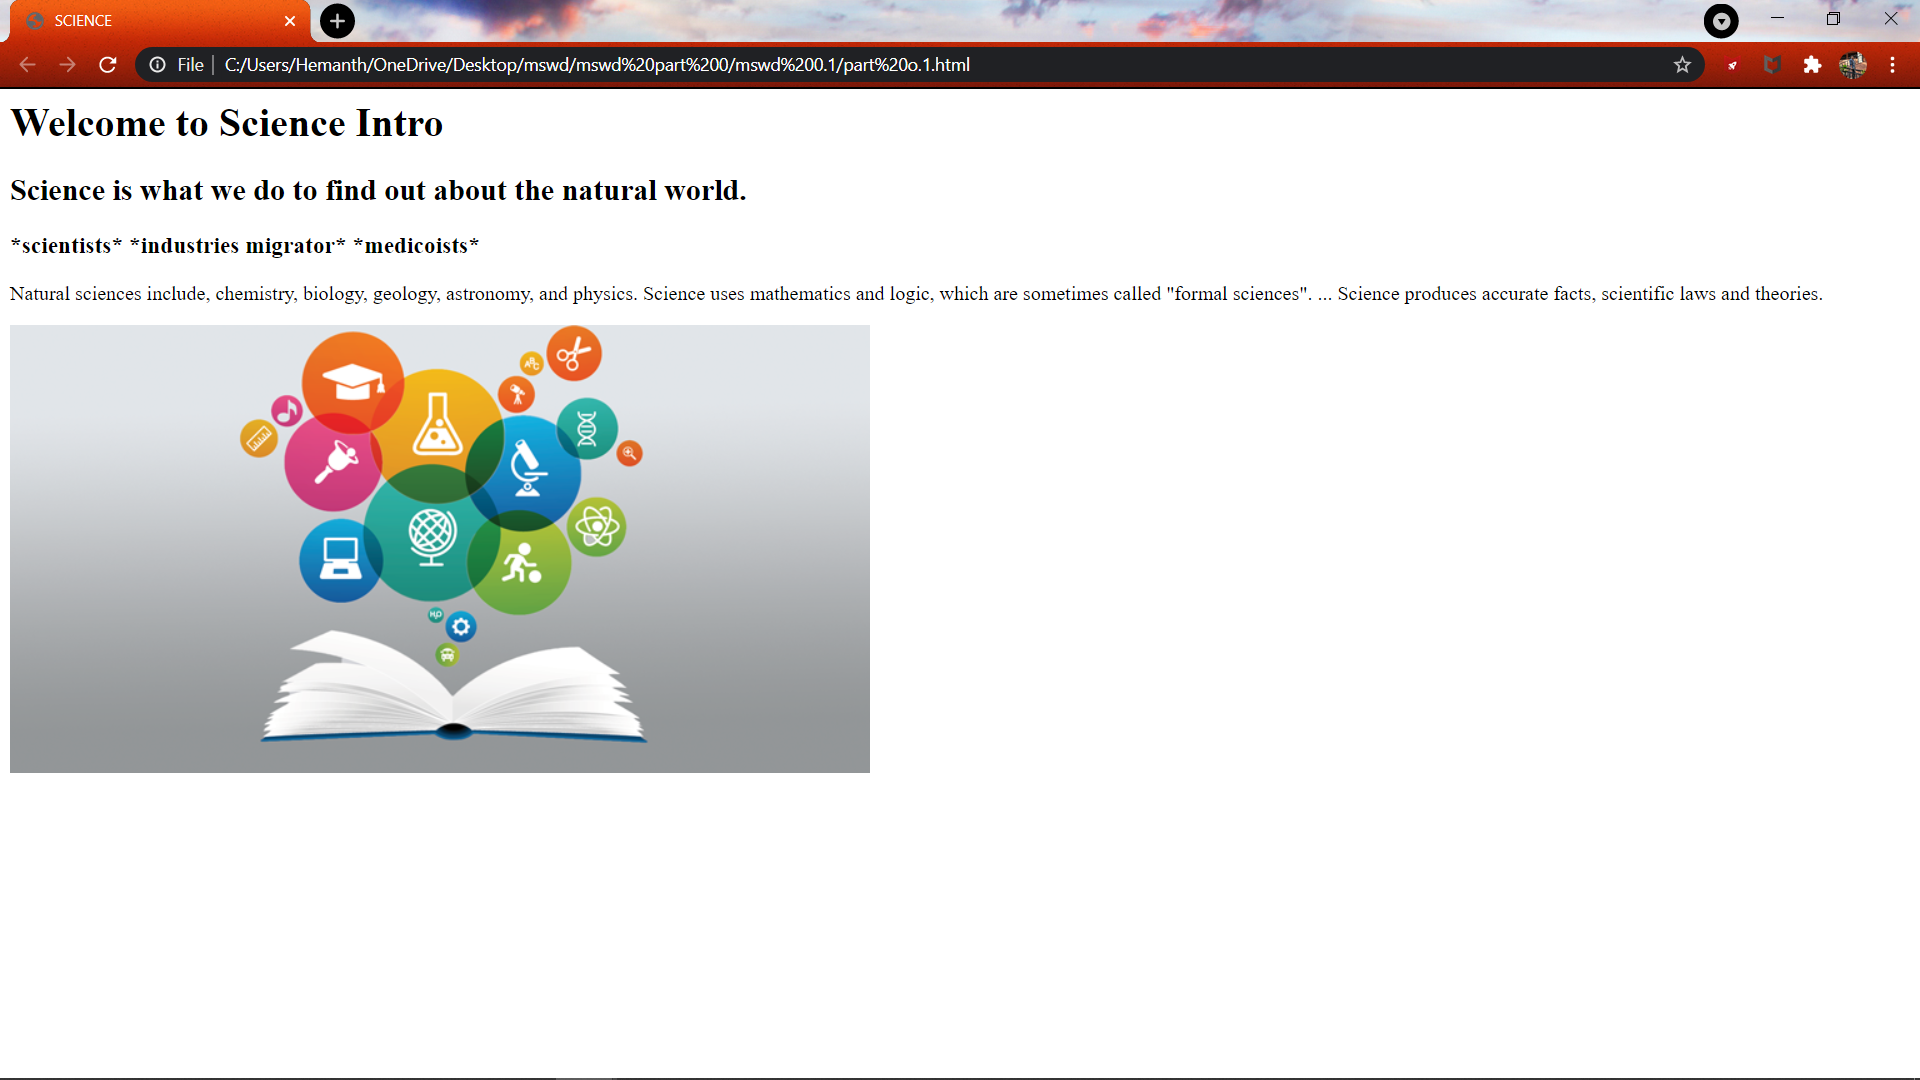 SCIENCE
File C:/Users/Hemanth/OneDrive/Desktop/mswd/mswd%20part%200/mswd%200.1/part%20o.1.html
Welcome to Science Intro
Science is what we do to find out about the natural world.
*scientists* *industries migrator* *medicoists*
Natural sciences include, chemistry, biology, geology, astronomy, and physics. Science uses mathematics and logic, which are sometimes called "formal sciences". ... Science produces accurate facts, scientific laws and theories.
ABC
H₂O